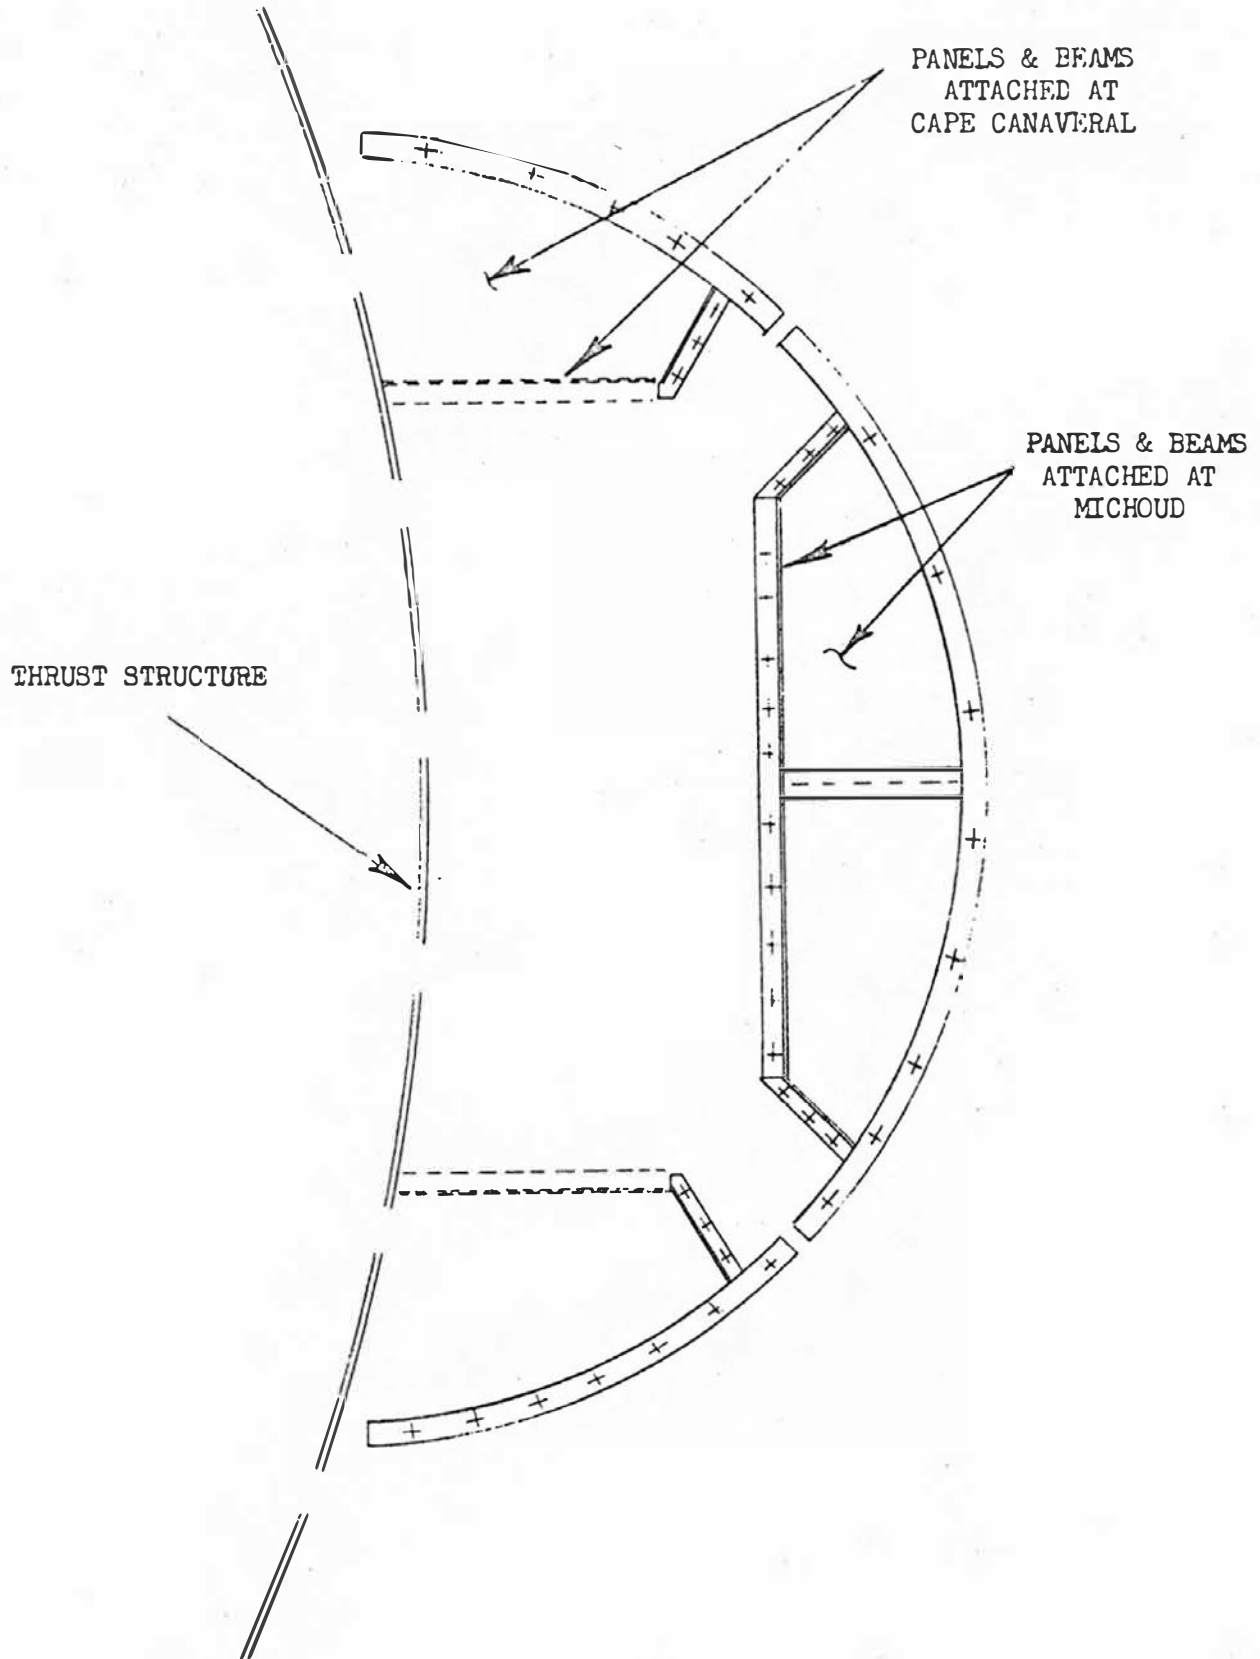 PANELS & BEAMS
ATTACHED AT
CAPE CANAVERAL
PANELS & BEAMS
ATTACHED AT
MICHOUD
THRUST STRUCTURE